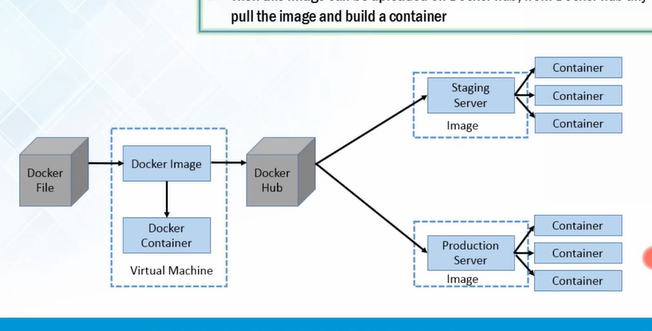 pull the image and build a container
Docker
File
Docker Image
Docker
Container
Virtual Machine
Docker
Hub
Staging
Server
Image
Container
Container
Container
Production
Server
Image
Container
Container
Container